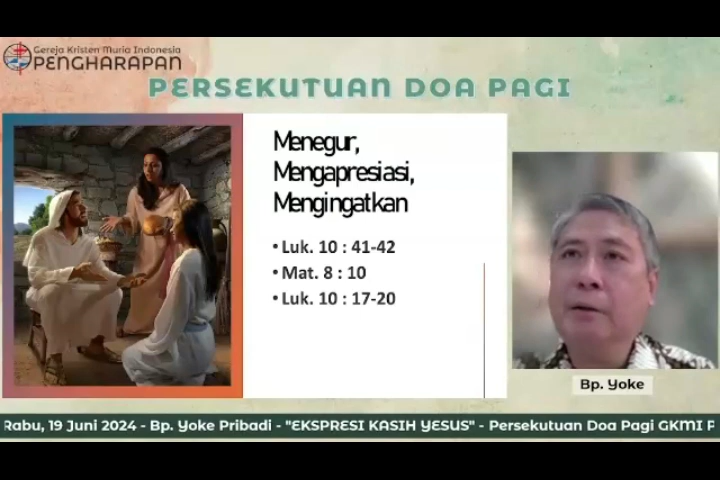 Gereja Kristen Muria Indonesia
PENGHARAPAN
PERSEKUTUAN DOA PAGI
Menegur,
Mengapresiasi,
Mengingatkan
• Luk. 10 : 41-42
• Mat. 8 : 10
• Luk. 10 : 17-20
Bp. Yoke
Rabu, 19 Juni 2024 - Bp. Yoke Pribadi - "EKSPRESI KASIH YESUS" - Persekutuan Doa Pagi GKMI P